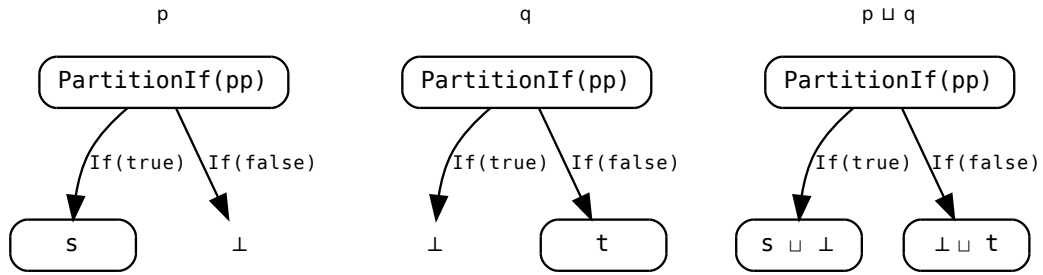 p
q
p ⊔ q
PartitionIf(pp)
PartitionIf(pp)
PartitionIf(pp)
If(true)
If(false)
If(true)
If(false)
If(true)
If(false)
s
⊥
⊥
t
s ⊔ ⊥
⊥ ⊔ t